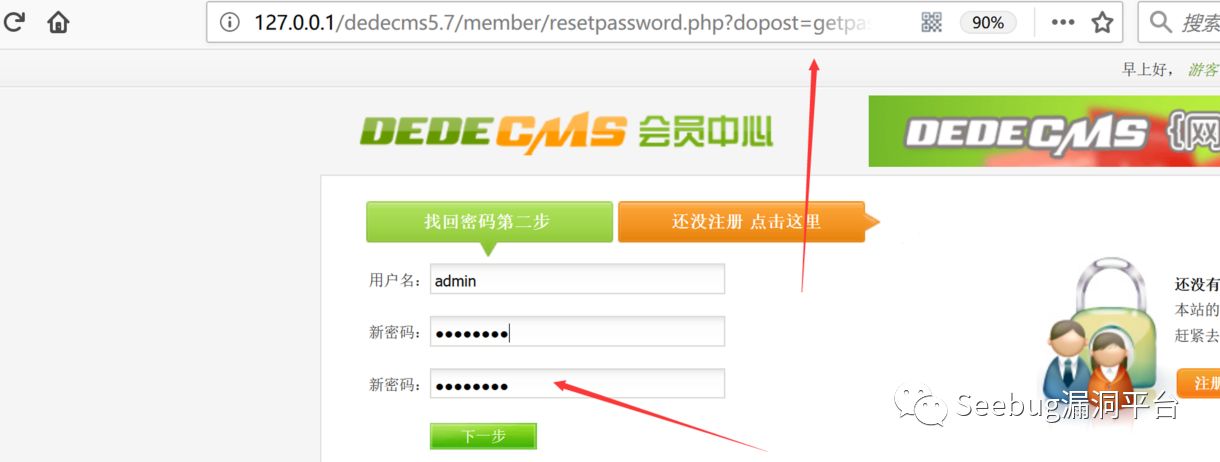 127.0.0.1/dedecms5.7/member/resetpassword.php?dopost=getpas
90%
搜索
早上好， 游客
DEDECMS 会员中心
DEDECMS {网
找回密码第二步
还没注册 点击这里
用户名：
admin
新密码：
••••••••
新密码：
••••••••
下一步
还没有
本站的
赶紧去
注册
Seebug漏洞平台